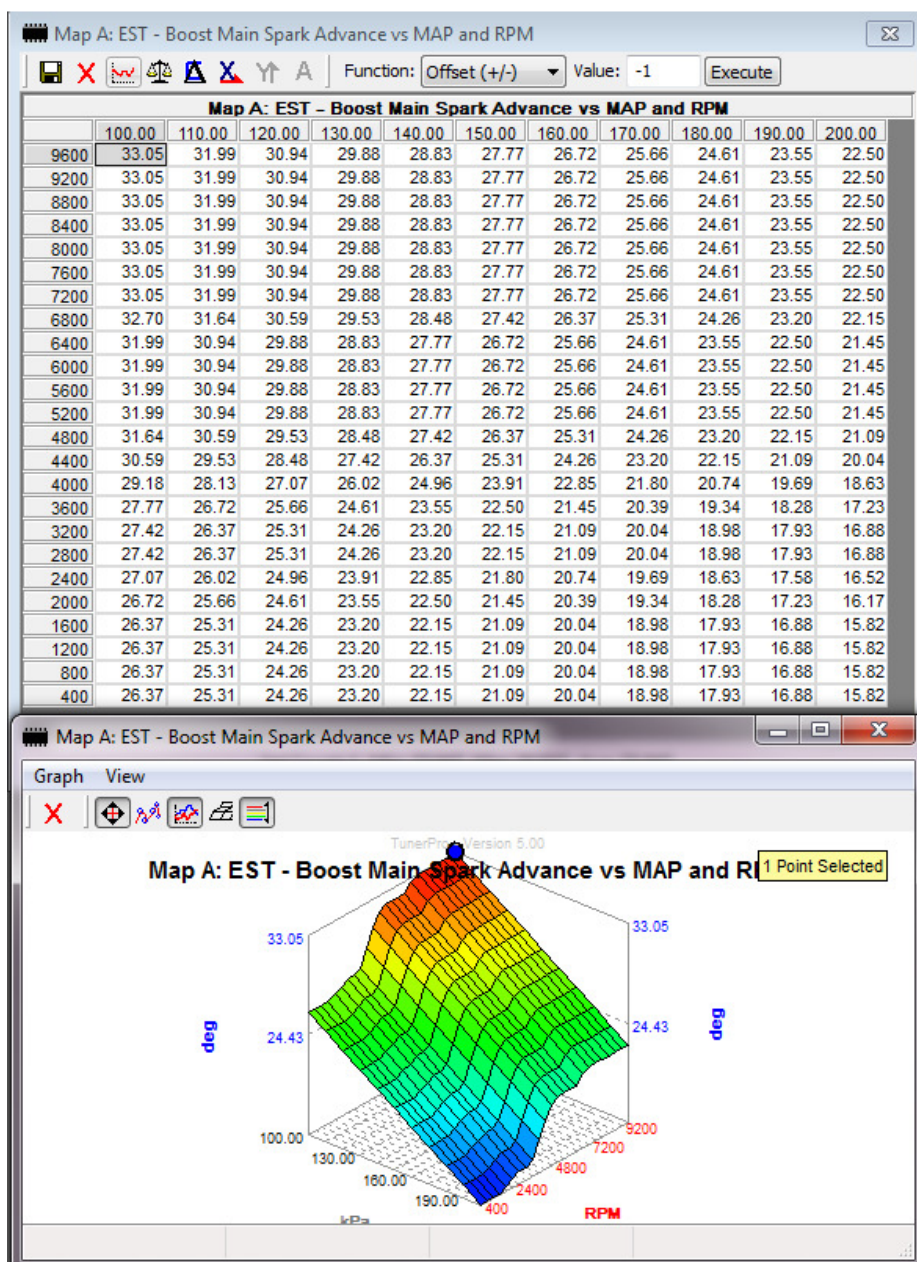 Map A: EST - Boost Main Spark Advance vs MAP and RPM
Function: Offset (+/-) Value: -1 Execute
Map A: EST - Boost Main Spark Advance vs MAP and RPM
100.00 110.00 120.00 130.00 140.00 150.00 160.00 170.00 180.00 190.00 200.00
9600 33.05 31.99 30.94 29.88 28.83 27.77 26.72 25.66 24.61 23.55 22.50
9200 33.05 31.99 30.94 29.88 28.83 27.77 26.72 25.66 24.61 23.55 22.50
8800 33.05 31.99 30.94 29.88 28.83 27.77 26.72 25.66 24.61 23.55 22.50
8400 33.05 31.99 30.94 29.88 28.83 27.77 26.72 25.66 24.61 23.55 22.50
8000 33.05 31.99 30.94 29.88 28.83 27.77 26.72 25.66 24.61 23.55 22.50
7600 33.05 31.99 30.94 29.88 28.83 27.77 26.72 25.66 24.61 23.55 22.50
7200 33.05 31.99 30.94 29.88 28.83 27.77 26.72 25.66 24.61 23.55 22.50
6800 32.70 31.64 30.59 29.53 28.48 27.42 26.37 25.31 24.26 23.20 22.15
6400 31.99 30.94 29.88 28.83 27.77 26.72 25.66 24.61 23.55 22.50 21.45
6000 31.99 30.94 29.88 28.83 27.77 26.72 25.66 24.61 23.55 22.50 21.45
5600 31.99 30.94 29.88 28.83 27.77 26.72 25.66 24.61 23.55 22.50 21.45
5200 31.99 30.94 29.88 28.83 27.77 26.72 25.66 24.61 23.55 22.50 21.45
4800 31.64 30.59 29.53 28.48 27.42 26.37 25.31 24.26 23.20 22.15 21.09
4400 30.59 29.53 28.48 27.42 26.37 25.31 24.26 23.20 22.15 21.09 20.04
4000 29.18 28.13 27.07 26.02 24.96 23.91 22.85 21.80 20.74 19.69 18.63
3600 27.77 26.72 25.66 24.61 23.55 22.50 21.45 20.39 19.34 18.28 17.23
3200 27.42 26.37 25.31 24.26 23.20 22.15 21.09 20.04 18.98 17.93 16.88
2800 27.42 26.37 25.31 24.26 23.20 22.15 21.09 20.04 18.98 17.93 16.88
2400 27.07 26.02 24.96 23.91 22.85 21.80 20.74 19.69 18.63 17.58 16.52
2000 26.72 25.66 24.61 23.55 22.50 21.45 20.39 19.34 18.28 17.23 16.17
1600 26.37 25.31 24.26 23.20 22.15 21.09 20.04 18.98 17.93 16.88 15.82
1200 26.37 25.31 24.26 23.20 22.15 21.09 20.04 18.98 17.93 16.88 15.82
800 26.37 25.31 24.26 23.20 22.15 21.09 20.04 18.98 17.93 16.88 15.82
400 26.37 25.31 24.26 23.20 22.15 21.09 20.04 18.98 17.93 16.88 15.82
Map A: EST - Boost Main Spark Advance vs MAP and RPM
Graph View
Version 5.00
Map A: EST - Boost Main Spark Advance vs MAP and
1 Point Selected
33.05 33.05
deg 24.43 24.43 deg
100.00 130.00 160.00 190.00
400 2400 4800 7200 9200
kPa RPM